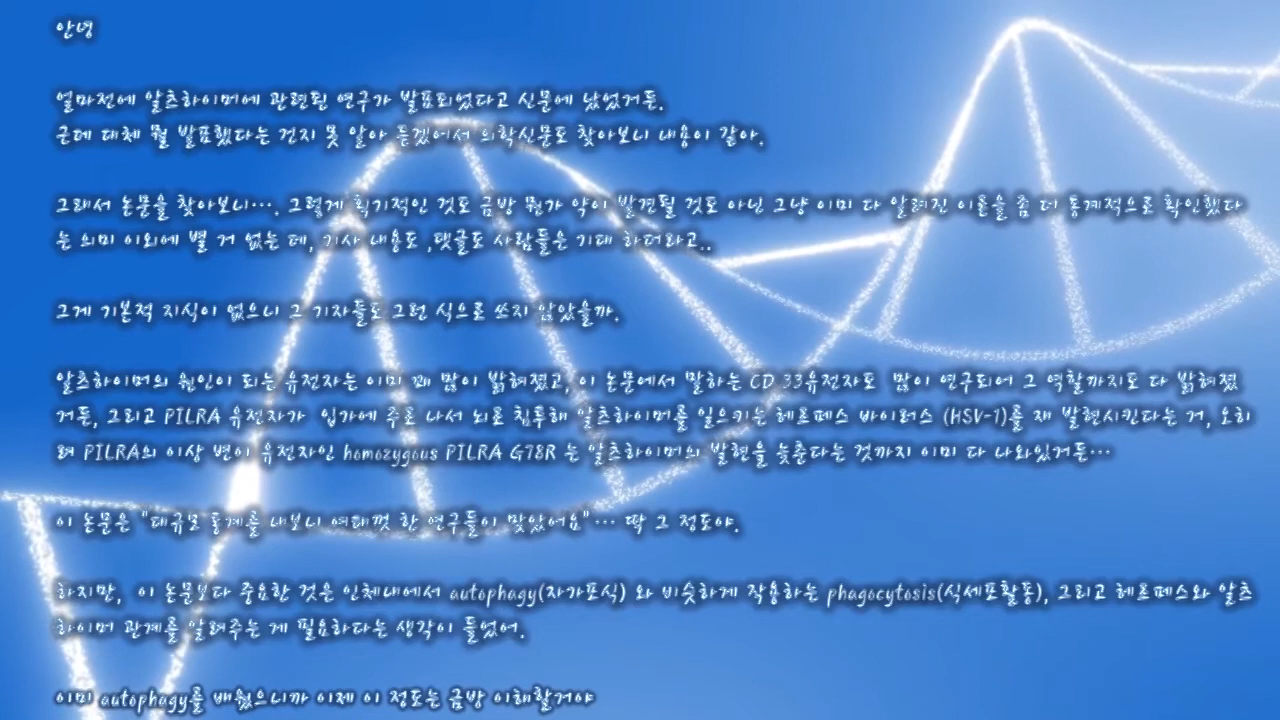 안녕
얼마전에 알츠하이머에 관련된 연구가 발표되었다고 신문에 났었거든.
근데 대체 뭘 발표했다는 건지 못 알아 듣겠어서 의학신문도 찾아보니 내용이 같아.
그래서 논문을 찾아보니…. 그렇게 획기적인 것도 금방 뭔가 약이 발견될 것도 아닌 그냥 이미 다 알려진 이론을 좀 더 통계적으로 확인했다
는 의미 이외에 별 거 없는 데, 기사 내용도 ,댓글도 사람들은 기대 하더라고..
그게 기본적 지식이 없으니 그 기자들도 그런 식으로 쓰지 않았을까.
알츠하이머의 원인이 되는 유전자는 이미 꽤 많이 밝혀졌고, 이 논문에서 말하는 CD 33유전자도 많이 연구되어 그 역할까지도 다 밝혀졌
거든, 그리고 PILRA 유전자가 입가에 주로 나서 뇌로 침투해 알츠하이머를 일으키는 헤르페스 바이러스 (HSV-1)를 재 발현시킨다는 거, 오히
려 PILRA의 이상 변이 유전자인 homozygous PILRA G78R 는 알츠하이머의 발현을 늦춘다는 것까지 이미 다 나와있거든…
이 논문은 "대규모 통계를 내보니 여태껏 한 연구들이 맞았어요"… 딱 그 정도야.
하지만, 이 논문보다 중요한 것은 인체내에서 autophagy(자가포식) 와 비슷하게 작용하는 phagocytosis(식세포활동), 그리고 헤르페스와 알츠
하이머 관계를 알려주는 게 필요하다는 생각이 들었어.
이미 autophagy를 배웠으니까 이제 이 정도는 금방 이해할거야